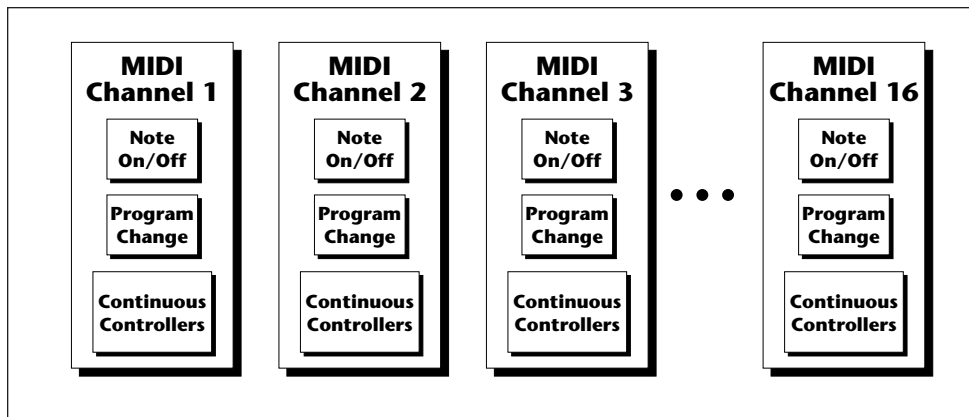 MIDI
Channel 1
Note
On/Off
Program
Change
Continuous
Controllers
MIDI
Channel 2
Note
On/Off
Program
Change
Continuous
Controllers
MIDI
Channel 3
Note
On/Off
Program
Change
Continuous
Controllers
MIDI
Channel 16
Note
On/Off
Program
Change
Continuous
Controllers